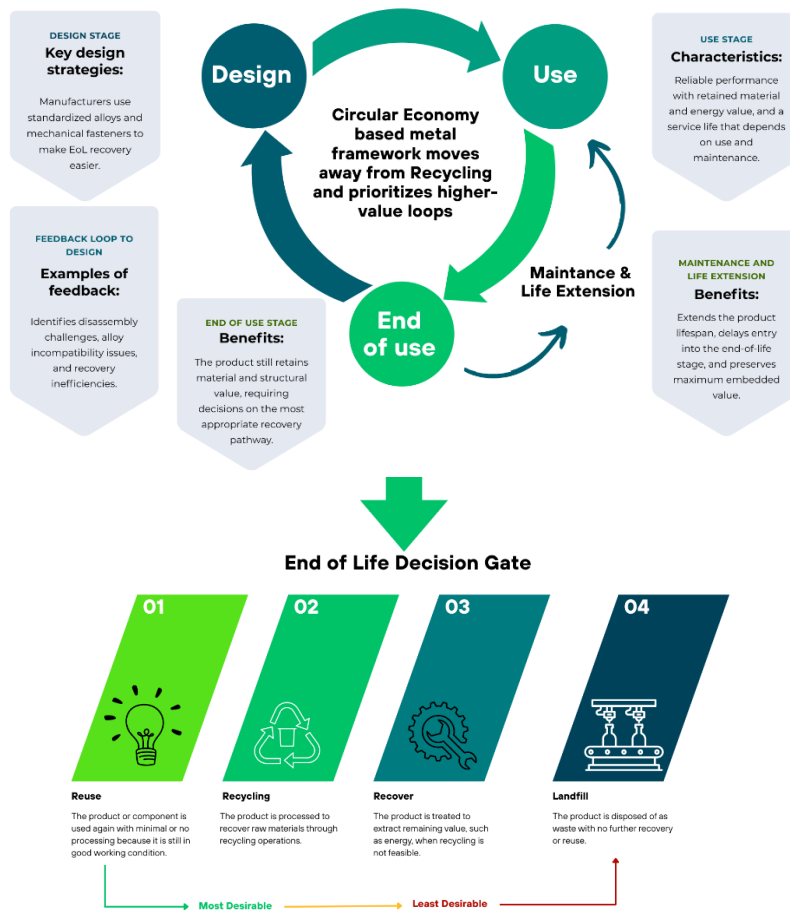 DESIGN STAGE
Key design
strategies:
Manufacturers use
standardized alloys and
mechanical fasteners to
make EoL recovery
easier.
Design
Use
USE STAGE
Characteristics:
Reliable performance
with retained material
and energy value, and a
service life that depends
on use and
maintenance.
Circular Economy
based metal
framework moves
away from Recycling
and prioritizes higher-
value loops
FEEDBACK LOOP TO
DESIGN
Examples of
feedback:
Identifies disassembly
challenges, alloy
incompatibility issues,
and recovery
inefficiencies.
END OF USE STAGE
Benefits:
The product still retains
material and structural
value, requiring
decisions on the most
appropriate recovery
pathway.
End
of use
Maintance &
Life Extension
MAINTENANCE AND
LIFE EXTENSION
Benefits:
Extends the product
lifespan, delays entry
into the end-of-life
stage, and preserves
maximum embedded
value.
End of Life Decision Gate
01
02
03
04
Reuse
The product or component is
used again with minimal or no
processing because it is still in
good working condition.
Recycling
The product is processed to
recover raw materials through
recycling operations.
Recover
The product is treated to
extract remaining value, such
as energy, when recycling is
not feasible.
Landfill
The product is disposed of as
waste with no further recovery
or reuse.
Most Desirable
Least Desirable